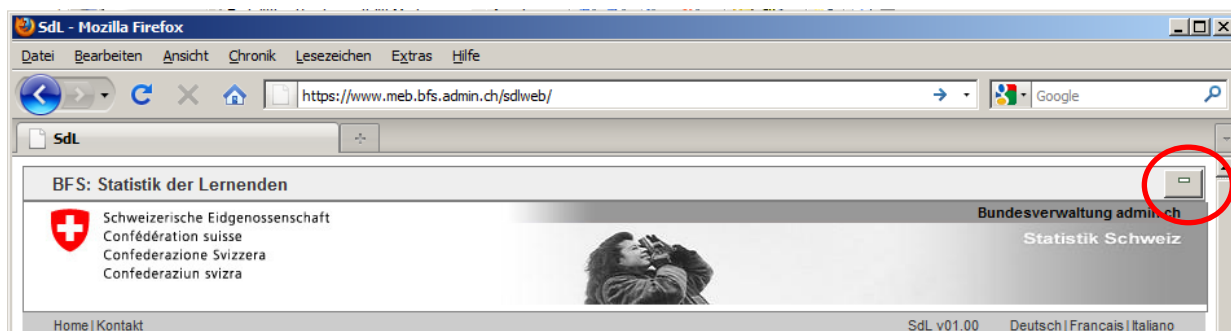 SdL - Mozilla Firefox
Datei Bearbeiten Ansicht Chronik Lesezeichen Extras Hilfe
https://www.meb.bfs.admin.ch/sdlweb/ Google
SdL
BFS: Statistik der Lernenden
Schweizerische Eidgenossenschaft
Confédération suisse
Confederazione Svizzera
Confederaziun svizra
Bundesverwaltung admin.ch
Statistik Schweiz
Home | Kontakt SdL v01.00 Deutsch | Francais | Italiano